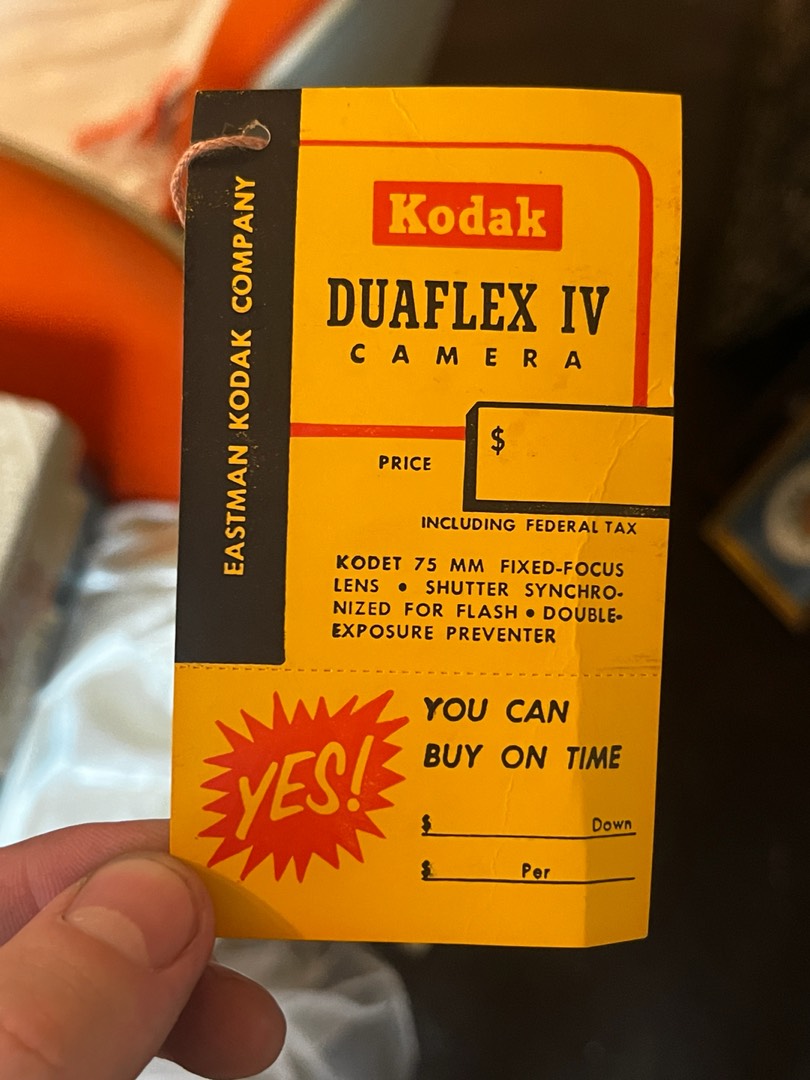 EASTMAN KODAK COMPANY
Kodak
DUAFLEX IV
CAMERA
$
PRICE
INCLUDING FEDERAL TAX
KODET 75 MM FIXED-FOCUS
LENS • SHUTTER SYNCHRO-
NIZED FOR FLASH • DOUBLE-
EXPOSURE PREVENTER
YES!
YOU CAN
BUY ON TIME
$ Down
$ Per